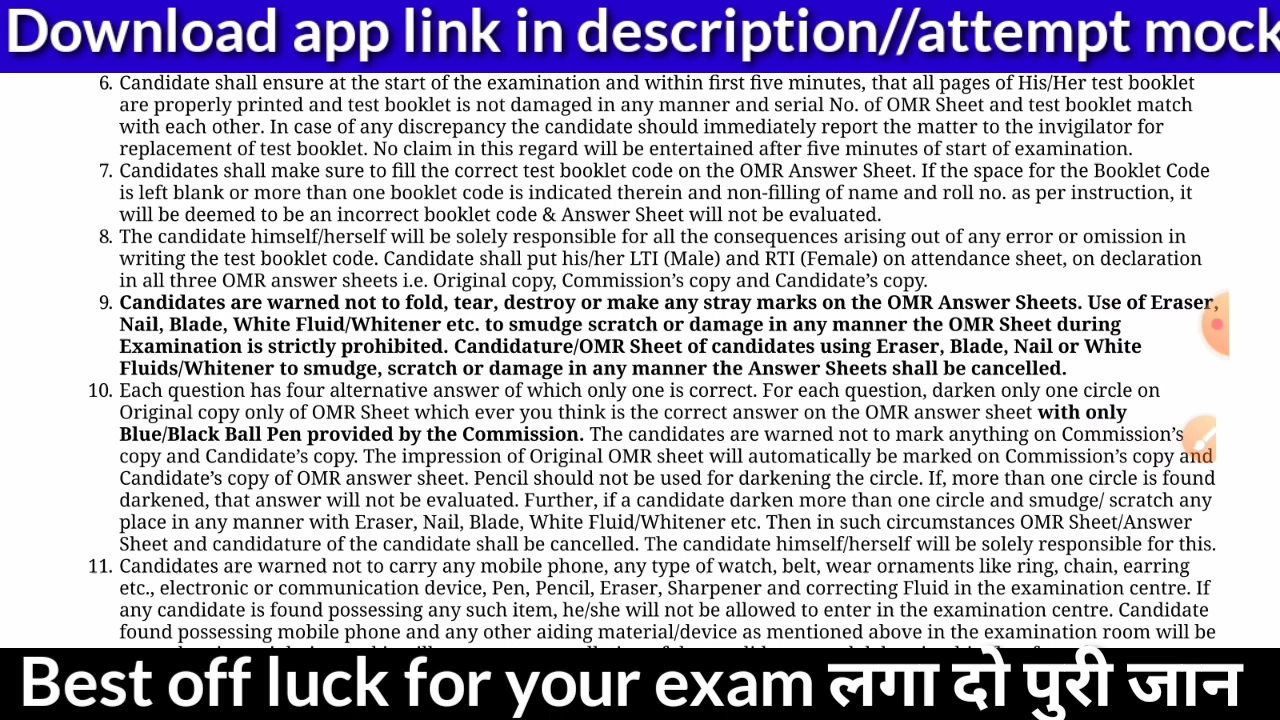 Download app link in description//attempt mock
6. Candidate shall ensure at the start of the examination and within first five minutes, that all pages of His/Her test booklet
are properly printed and test booklet is not damaged in any manner and serial No. of OMR Sheet and test booklet match
with each other. In case of any discrepancy the candidate should immediately report the matter to the invigilator for
replacement of test booklet. No claim in this regard will be entertained after five minutes of start of examination.
7. Candidates shall make sure to fill the correct test booklet code on the OMR Answer Sheet. If the space for the Booklet Code
is left blank or more than one booklet code is indicated therein and non-filling of name and roll no. as per instruction, it
will be deemed to be an incorrect booklet code & Answer Sheet will not be evaluated.
8. The candidate himself/herself will be solely responsible for all the consequences arising out of any error or omission in
writing the test booklet code. Candidate shall put his/her LTI (Male) and RTI (Female) on attendance sheet, on declaration
in all three OMR answer sheets i.e. Original copy, Commission's copy and Candidate's copy.
9. Candidates are warned not to fold, tear, destroy or make any stray marks on the OMR Answer Sheets. Use of Eraser,
Nail, Blade, White Fluid/Whitener etc. to smudge scratch or damage in any manner the OMR Sheet during
Examination is strictly prohibited. Candidature/OMR Sheet of candidates using Eraser, Blade, Nail or White
Fluids/Whitener to smudge, scratch or damage in any manner the Answer Sheets shall be cancelled.
10. Each question has four alternative answer of which only one is correct. For each question, darken only one circle on
Original copy only of OMR Sheet which ever you think is the correct answer on the OMR answer sheet with only
Blue/Black Ball Pen provided by the Commission. The candidates are warned not to mark anything on Commission's
copy and Candidate's copy. The impression of Original OMR sheet will automatically be marked on Commission's copy and
Candidate's copy of OMR answer sheet. Pencil should not be used for darkening the circle. If, more than one circle is found
darkened, that answer will not be evaluated. Further, if a candidate darken more than one circle and smudge/ scratch any
place in any manner with Eraser, Nail, Blade, White Fluid/Whitener etc. Then in such circumstances OMR Sheet/Answer
Sheet and candidature of the candidate shall be cancelled. The candidate himself/herself will be solely responsible for this.
11. Candidates are warned not to carry any mobile phone, any type of watch, belt, wear ornaments like ring, chain, earring
etc., electronic or communication device, Pen, Pencil, Eraser, Sharpener and correcting Fluid in the examination centre. If
any candidate is found possessing any such item, he/she will not be allowed to enter in the examination centre. Candidate
found possessing mobile phone and any other aiding material/device as mentioned above in the examination room will be
Best off luck for your exam लगा दो पुरी जान